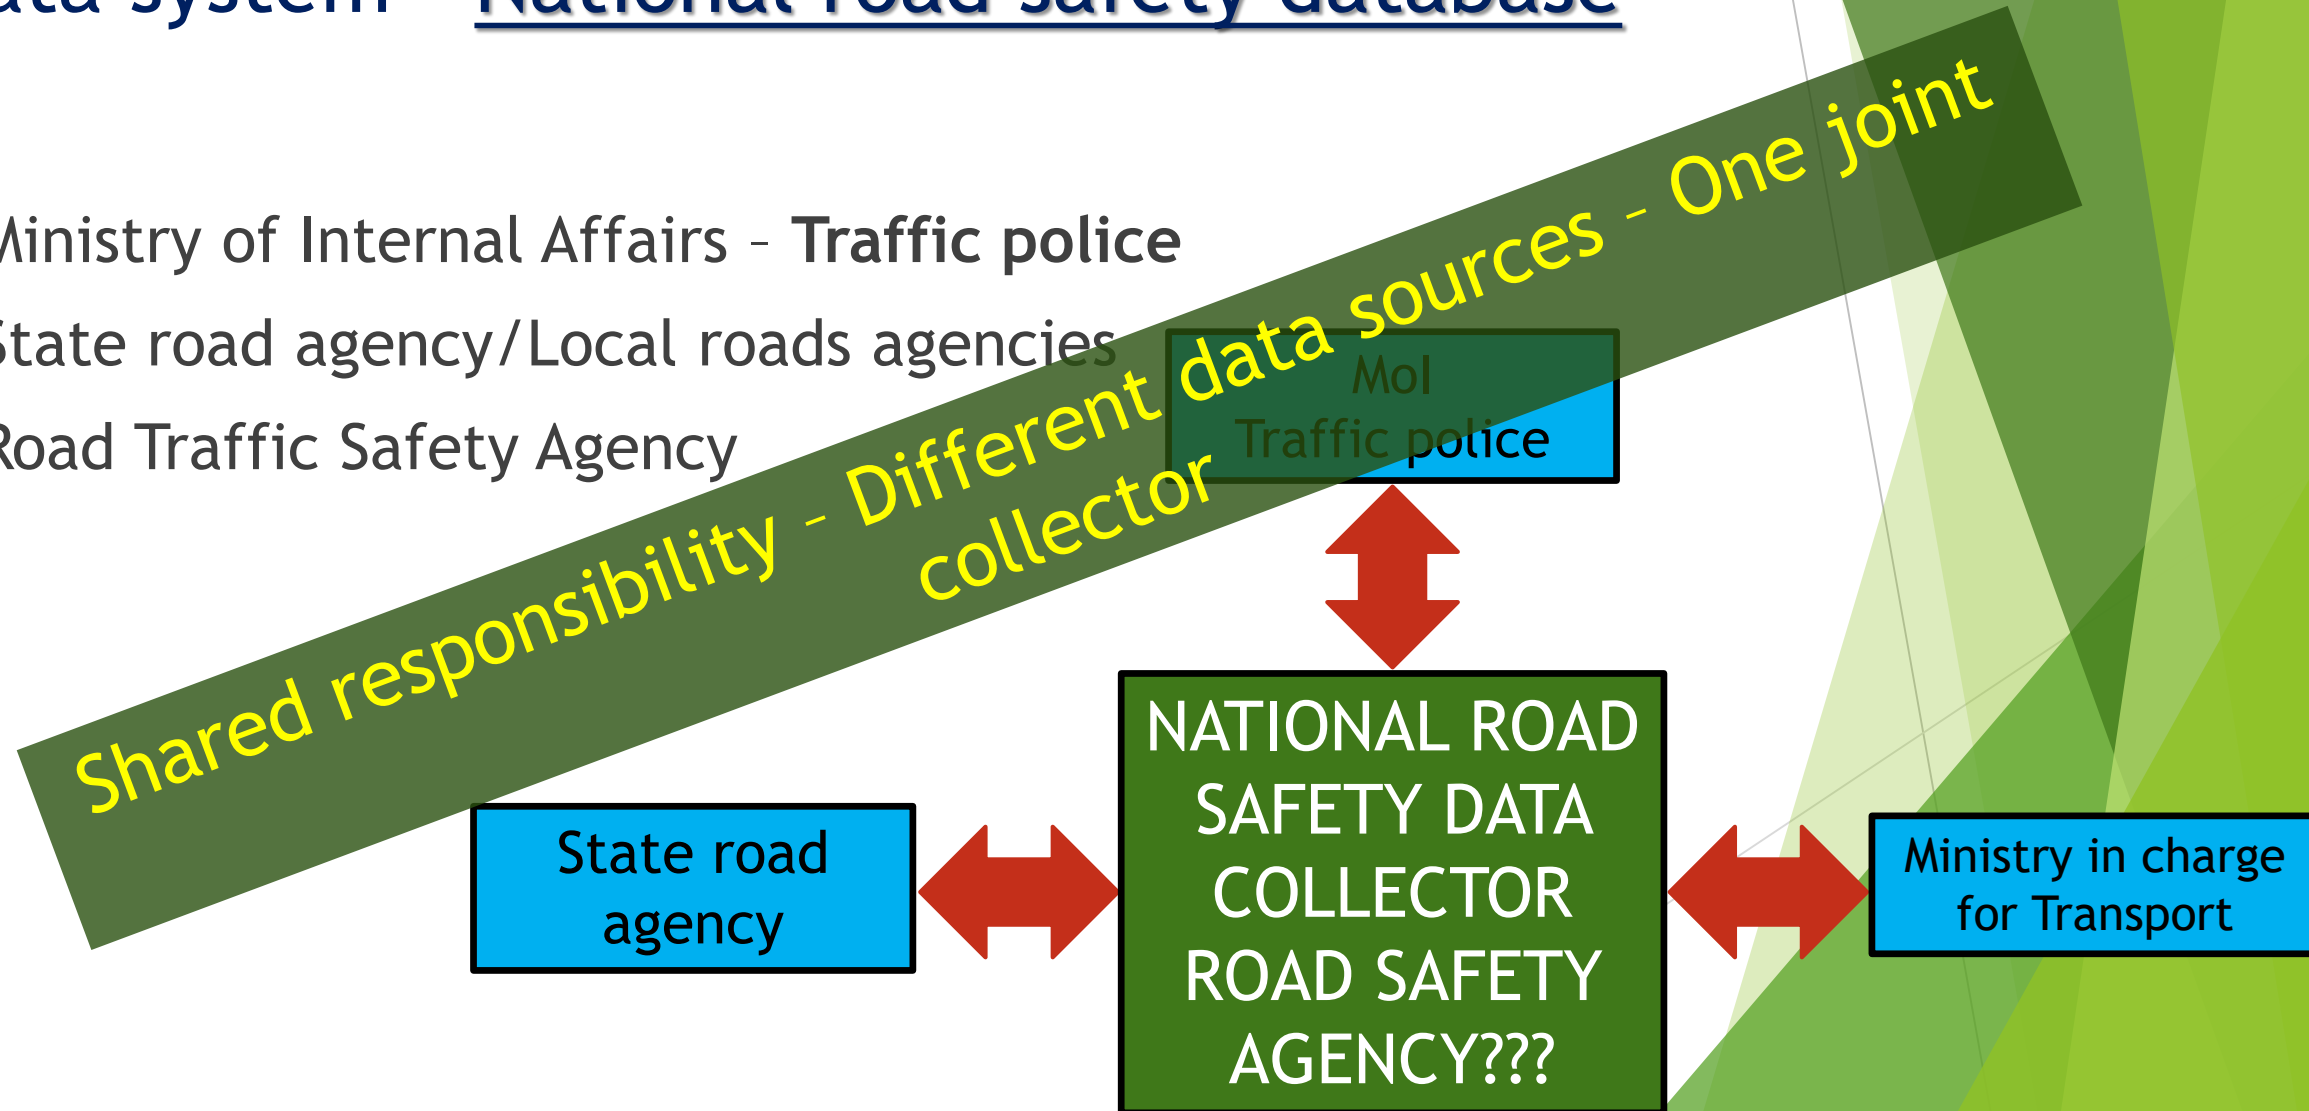 ata system - National road safety database
Ministry of Internal Affairs – Traffic police
State road agency/Local roads agencies
Road Traffic Safety Agency
Shared responsibility – Different data sources – One joint
collector
MoI
Traffic police
State road
agency
NATIONAL ROAD
SAFETY DATA
COLLECTOR
ROAD SAFETY
AGENCY???
Ministry in charge
for Transport